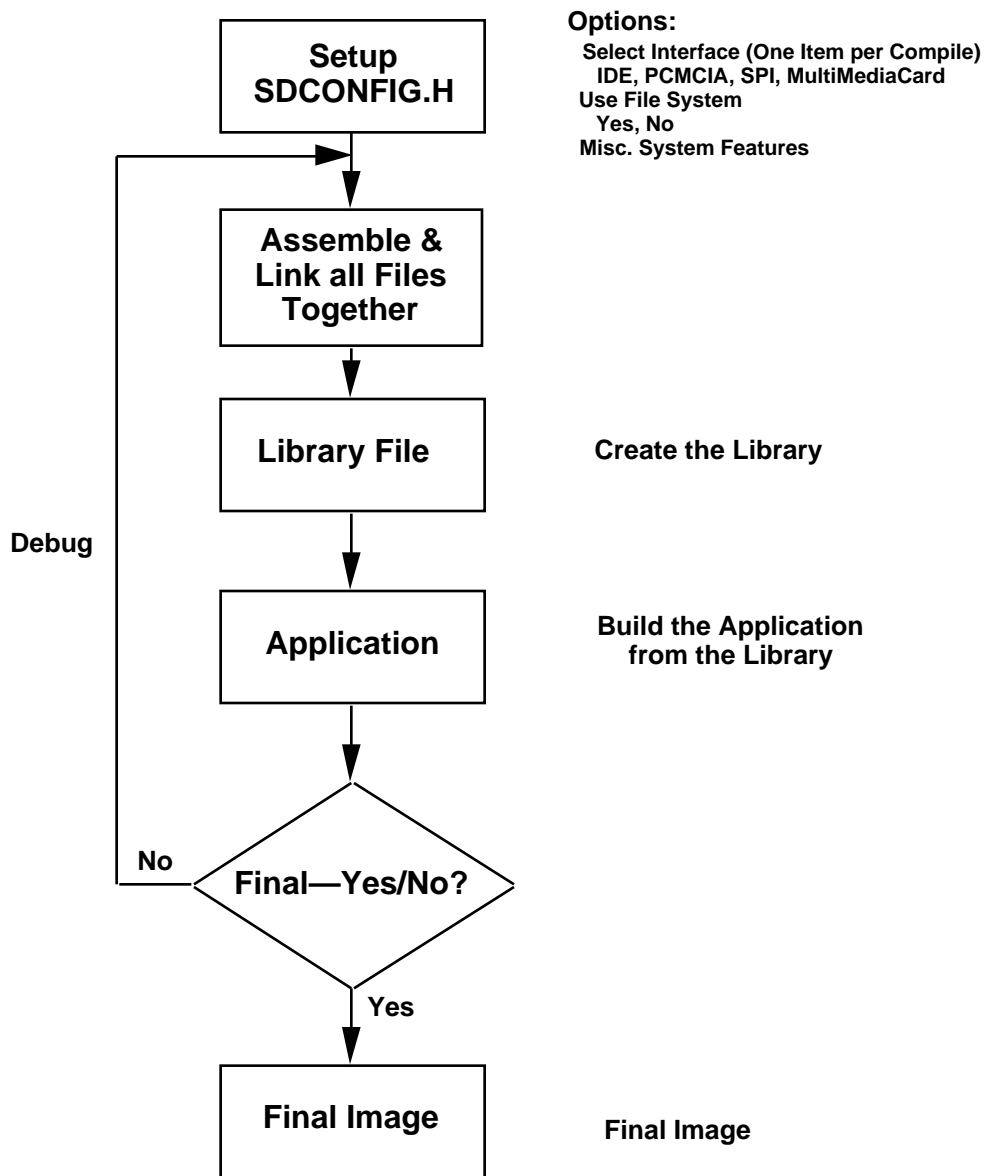 Setup
SDCONFIG.H
Options:
Select Interface (One Item per Compile)
IDE, PCMCIA, SPI, MultiMediaCard
Use File System
Yes, No
Misc. System Features
Assemble &
Link all Files
Together
Library File
Create the Library
Debug
Application
Build the Application
from the Library
No
Final—Yes/No?
Yes
Final Image
Final Image